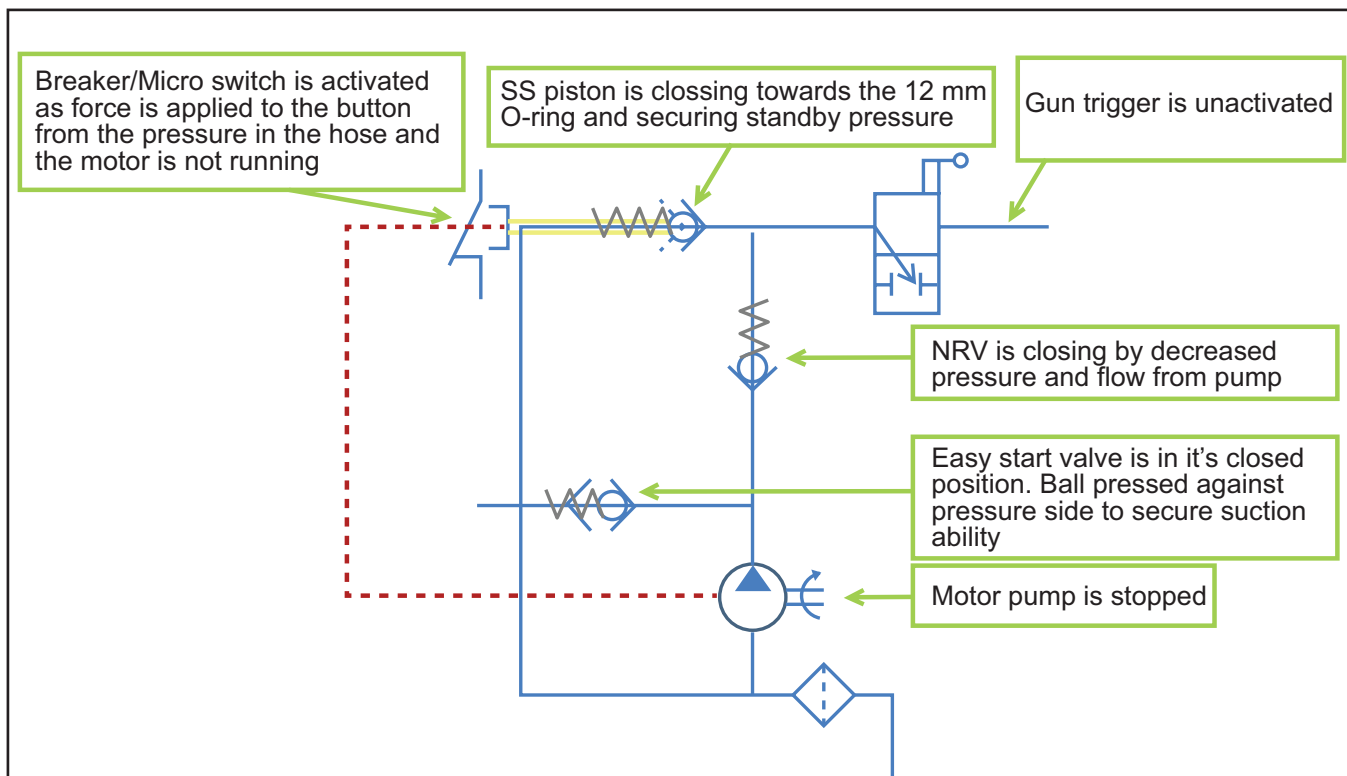 Breaker/Micro switch is activated
as force is applied to the button
from the pressure in the hose and
the motor is not running
SS piston is clossing towards the 12 mm
O-ring and securing standby pressure
Gun trigger is unactivated
NRV is closing by decreased
pressure and flow from pump
Easy start valve is in it's closed
position. Ball pressed against
pressure side to secure suction
ability
Motor pump is stopped